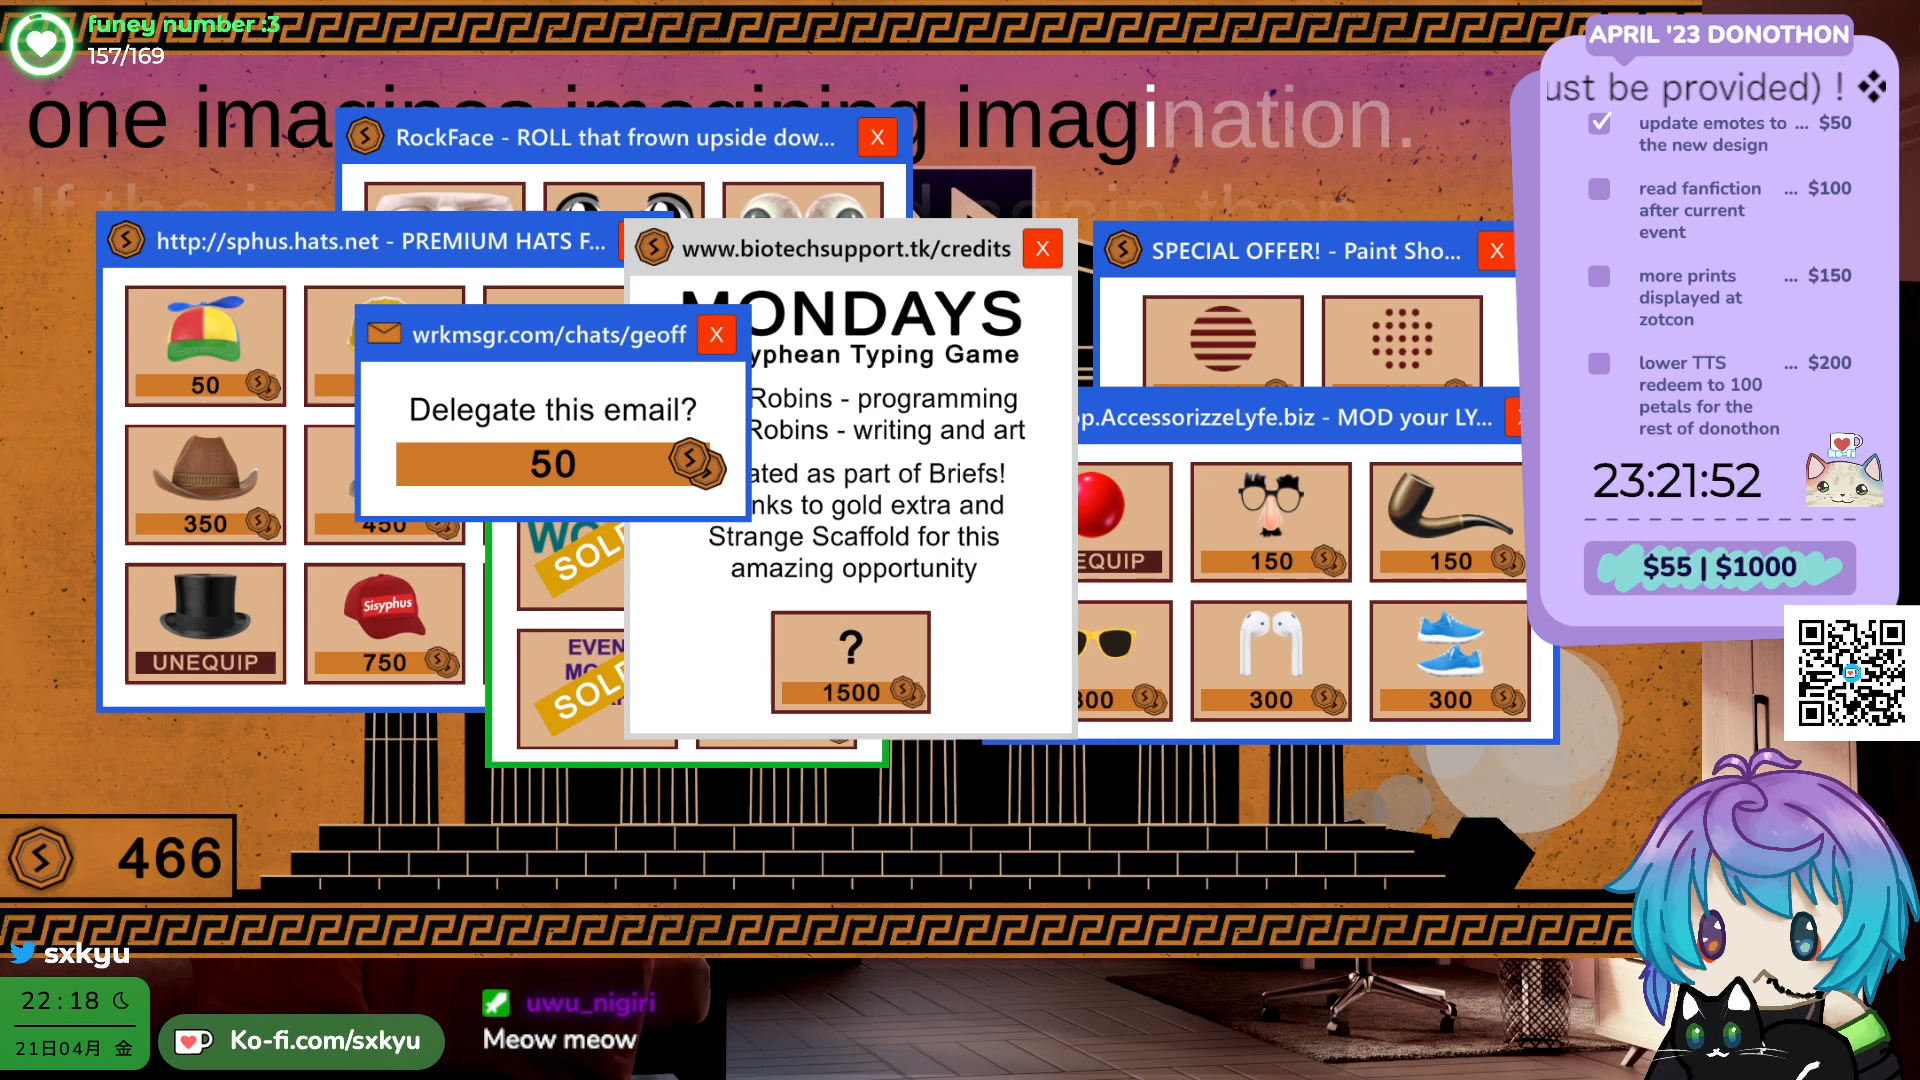 funey number :3
157/169
one imagines imagining imagination.
RockFace - ROLL that frown upside dow...
X
http://sphus.hats.net - PREMIUM HATS F...
50
350
450
UNEQUIP
Sisyphus
750
wrkmsgr.com/chats/geoff
X
Delegate this email?
50
www.biotechsupport.tk/credits
X
MONDAYS
yphean Typing Game
Robins - programming
Robins - writing and art
ated as part of Briefs!
nks to gold extra and
Strange Scaffold for this
amazing opportunity
?
1500
SOL
EVEN
SOL
SPECIAL OFFER! - Paint Sho...
X
op.AccessorizzeLyfe.biz - MOD your LY...
EQUIP
150
150
300
300
300
466
APRIL '23 DONOTHON
ust be provided) !
update emotes to ... $50
the new design
read fanfiction ... $100
after current
event
more prints ... $150
displayed at
zotcon
lower TTS ... $200
redeem to 100
petals for the
rest of donothon
23:21:52
Ko-fi
$55 | $1000
sxkyu
22:18
21日04月 金
Ko-fi.com/sxkyu
uwu_nigiri
Meow meow